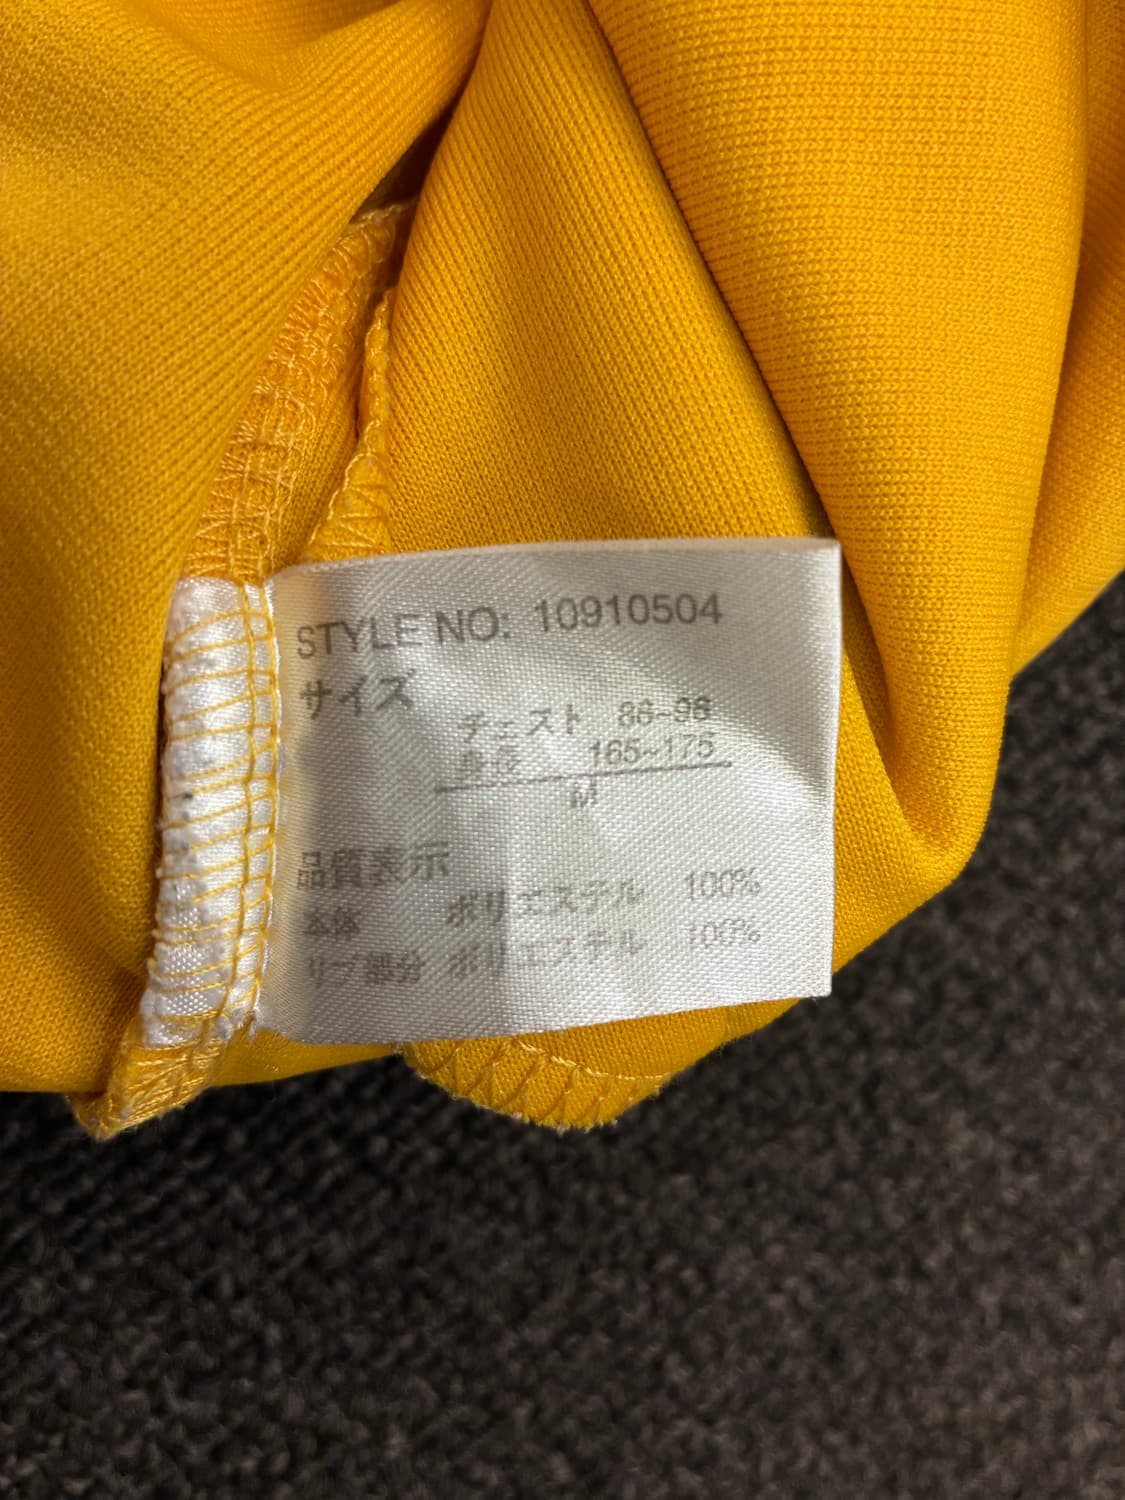 STYLE NO: 10910504
サイズ
チェスト 88~98
身長 165~175
M
品質表示
本体 ポリエステル 100%
リブ部分 ポリエステル 100%